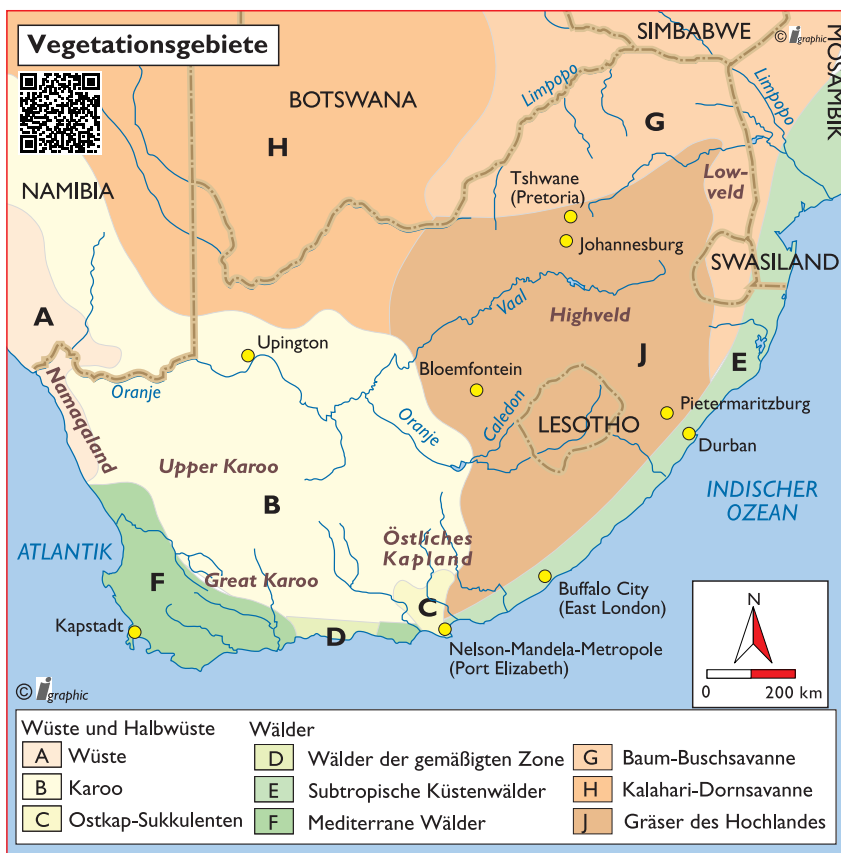 Vegetationsgebiete
SIMBABWE
© igraphic
MOSAMBIK
BOTSWANA
Limpopo
Limpopo
G
H
NAMIBIA
Tshwane
(Pretoria)
Low-
veld
Johannesburg
SWASILAND
A
Vaal
Highveld
Upington
J
E
Bloemfontein
Oranje
Namaqaland
Oranje
Caledon
LESOTHO
Pietermaritzburg
Durban
Upper Karoo
B
INDISCHER
OZEAN
Östliches
Kapland
ATLANTIK
F
Great Karoo
Buffalo City
(East London)
C
Kapstadt
D
Nelson-Mandela-Metropole
(Port Elizabeth)
N
0 200 km
© igraphic
Wüste und Halbwüste
A Wüste
B Karoo
C Ostkap-Sukkulenten
Wälder
D Wälder der gemäßigten Zone
E Subtropische Küstenwälder
F Mediterrane Wälder
G Baum-Buschsavanne
H Kalahari-Dornsavanne
J Gräser des Hochlandes